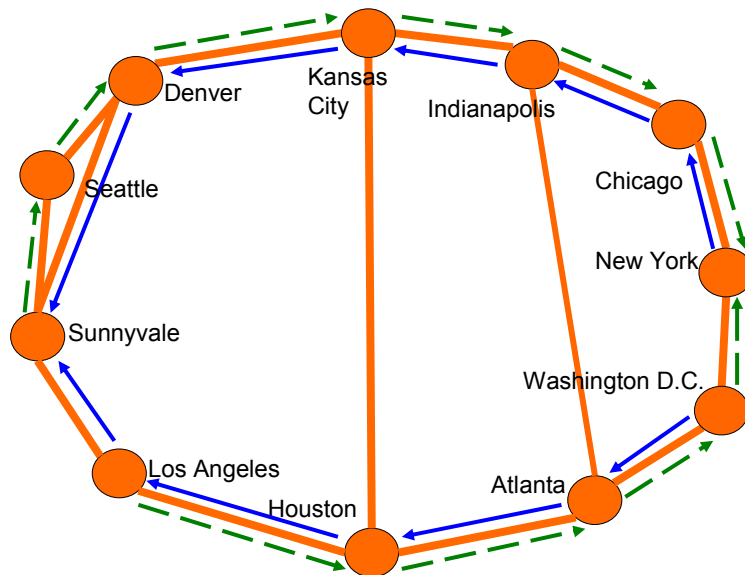 Denver
Kansas
City
Indianapolis
Seattle
Chicago
New York
Sunnyvale
Washington D.C.
Los Angeles
Houston
Atlanta